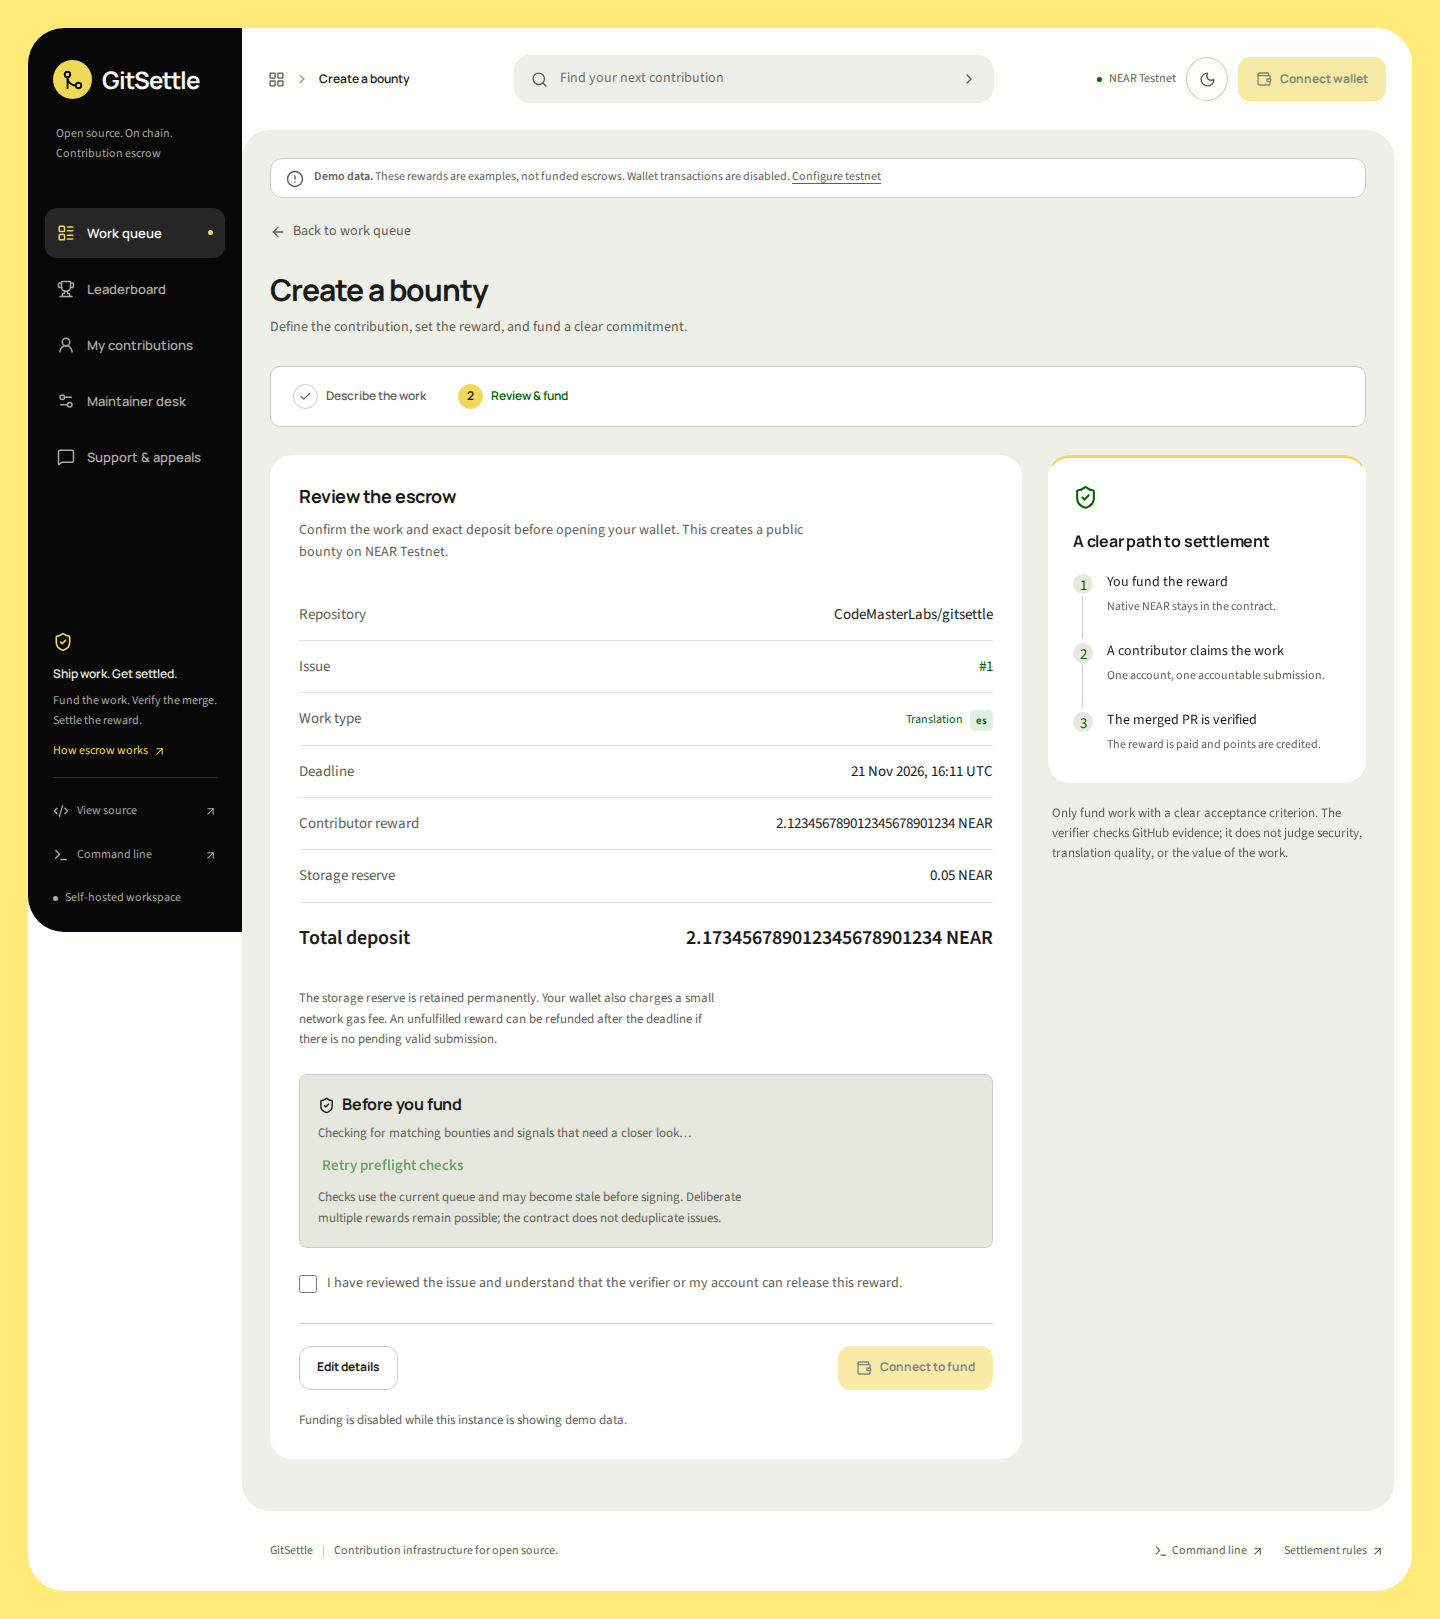 GitSettle
Open source. On chain.
Contribution escrow
Work queue
Leaderboard
My contributions
Maintainer desk
Support & appeals
Ship work. Get settled.
Fund the work. Verify the merge.
Settle the reward.
How escrow works
View source
Command line
Self-hosted workspace
Create a bounty
Find your next contribution
NEAR Testnet
Connect wallet
Demo data. These rewards are examples, not funded escrows. Wallet transactions are disabled. Configure testnet
Back to work queue
Create a bounty
Define the contribution, set the reward, and fund a clear commitment.
Describe the work
2 Review & fund
Review the escrow
Confirm the work and exact deposit before opening your wallet. This creates a public
bounty on NEAR Testnet.
Repository CodeMasterLabs/gitsettle
Issue #1
Work type Translation es
Deadline 21 Nov 2026, 16:11 UTC
Contributor reward 2.123456789012345678901234 NEAR
Storage reserve 0.05 NEAR
Total deposit 2.173456789012345678901234 NEAR
The storage reserve is retained permanently. Your wallet also charges a small
network gas fee. An unfulfilled reward can be refunded after the deadline if
there is no pending valid submission.
Before you fund
Checking for matching bounties and signals that need a closer look…
Retry preflight checks
Checks use the current queue and may become stale before signing. Deliberate
multiple rewards remain possible; the contract does not deduplicate issues.
I have reviewed the issue and understand that the verifier or my account can release this reward.
Edit details
Connect to fund
Funding is disabled while this instance is showing demo data.
A clear path to settlement
1 You fund the reward
Native NEAR stays in the contract.
2 A contributor claims the work
One account, one accountable submission.
3 The merged PR is verified
The reward is paid and points are credited.
Only fund work with a clear acceptance criterion. The
verifier checks GitHub evidence; it does not judge security,
translation quality, or the value of the work.
GitSettle Contribution infrastructure for open source.
Command line
Settlement rules